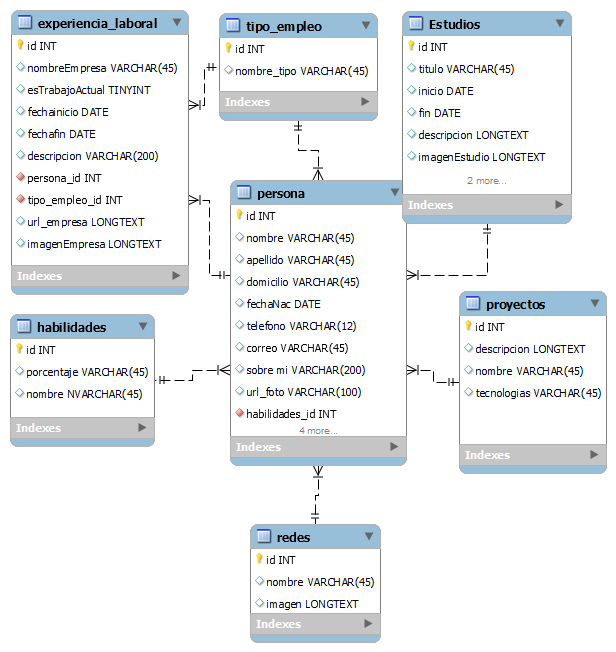 experiencia_laboral
id INT
nombreEmpresa VARCHAR(45)
esTrabajoActual TINYINT
fechainicio DATE
fechafin DATE
descripcion VARCHAR(200)
persona_id INT
tipo_empleo_id INT
url_empresa LONGTEXT
imagenEmpresa LONGTEXT
Indexes
tipo_empleo
id INT
nombre_tipo VARCHAR(45)
Indexes
Estudios
id INT
titulo VARCHAR(45)
inicio DATE
fin DATE
descripcion LONGTEXT
imagenEstudio LONGTEXT
2 more...
Indexes
persona
id INT
nombre VARCHAR(45)
apellido VARCHAR(45)
domicilio VARCHAR(45)
fechaNac DATE
telefono VARCHAR(12)
correo VARCHAR(45)
sobre mi VARCHAR(200)
url_foto VARCHAR(100)
habilidades_id INT
4 more...
Indexes
habilidades
id INT
porcentaje VARCHAR(45)
nombre NVARCHAR(45)
Indexes
proyectos
id INT
descripcion LONGTEXT
nombre VARCHAR(45)
tecnologias VARCHAR(45)
Indexes
redes
id INT
nombre VARCHAR(45)
imagen LONGTEXT
Indexes